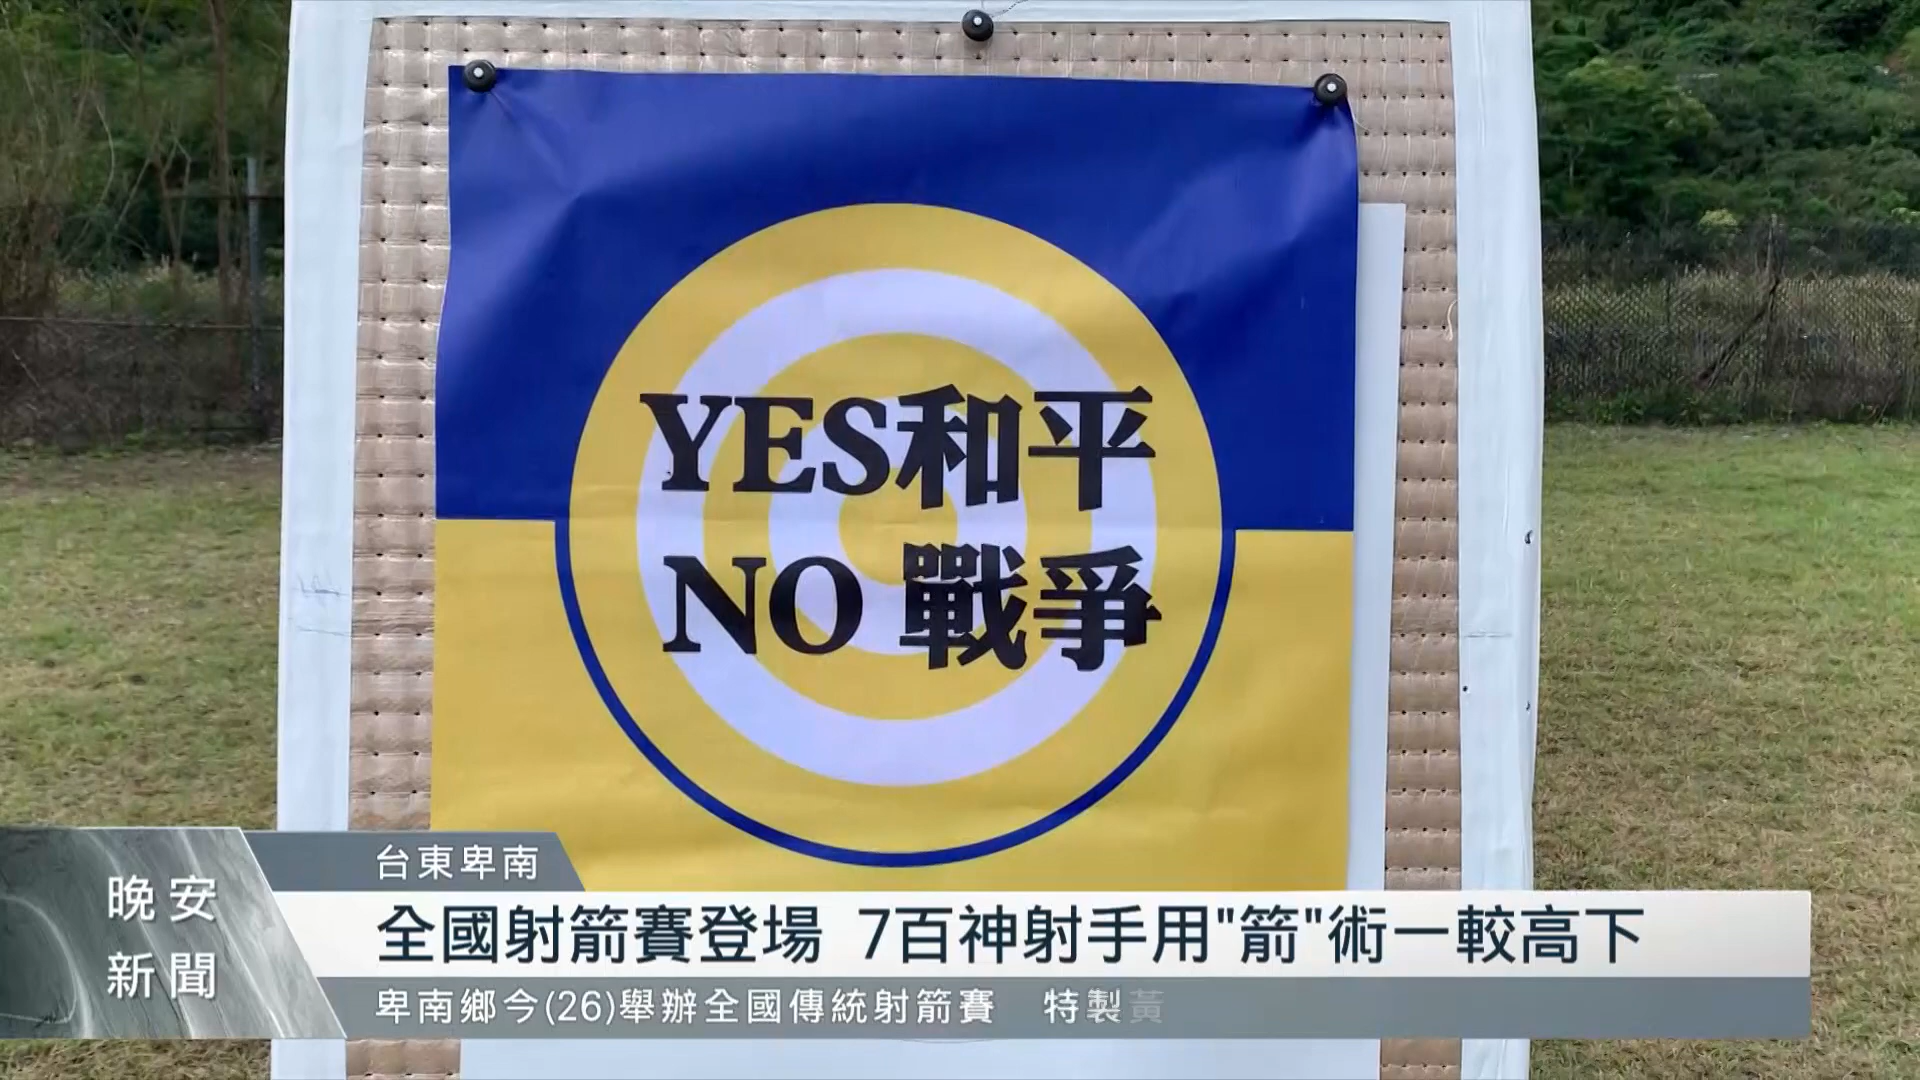 YES和平
NO 戰爭
台東卑南
晚安
新聞
全國射箭賽登場 7百神射手用"箭"術一較高下
卑南鄉今(26)舉辦全國傳統射箭賽 特製黃